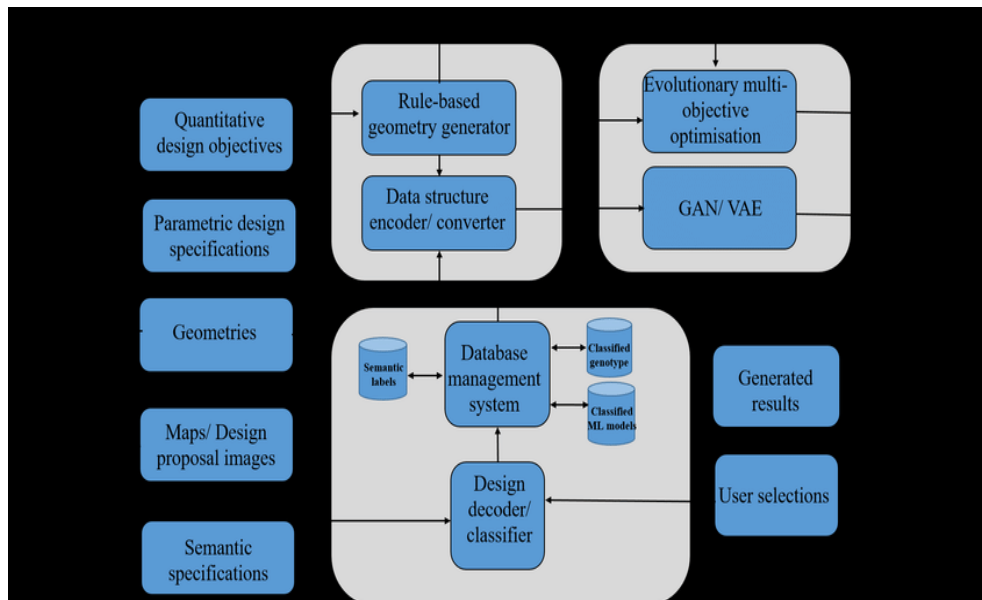 Quantitative
design objectives
Parametric design
specifications
Geometries
Maps/ Design
proposal images
Semantic
specifications
Rule-based
geometry generator
Data structure
encoder/ converter
Evolutionary multi-
objective
optimisation
GAN/ VAE
Semantic
labels
Database
management
system
Classified
genotype
Classified
ML models
Design
decoder/
classifier
Generated
results
User selections